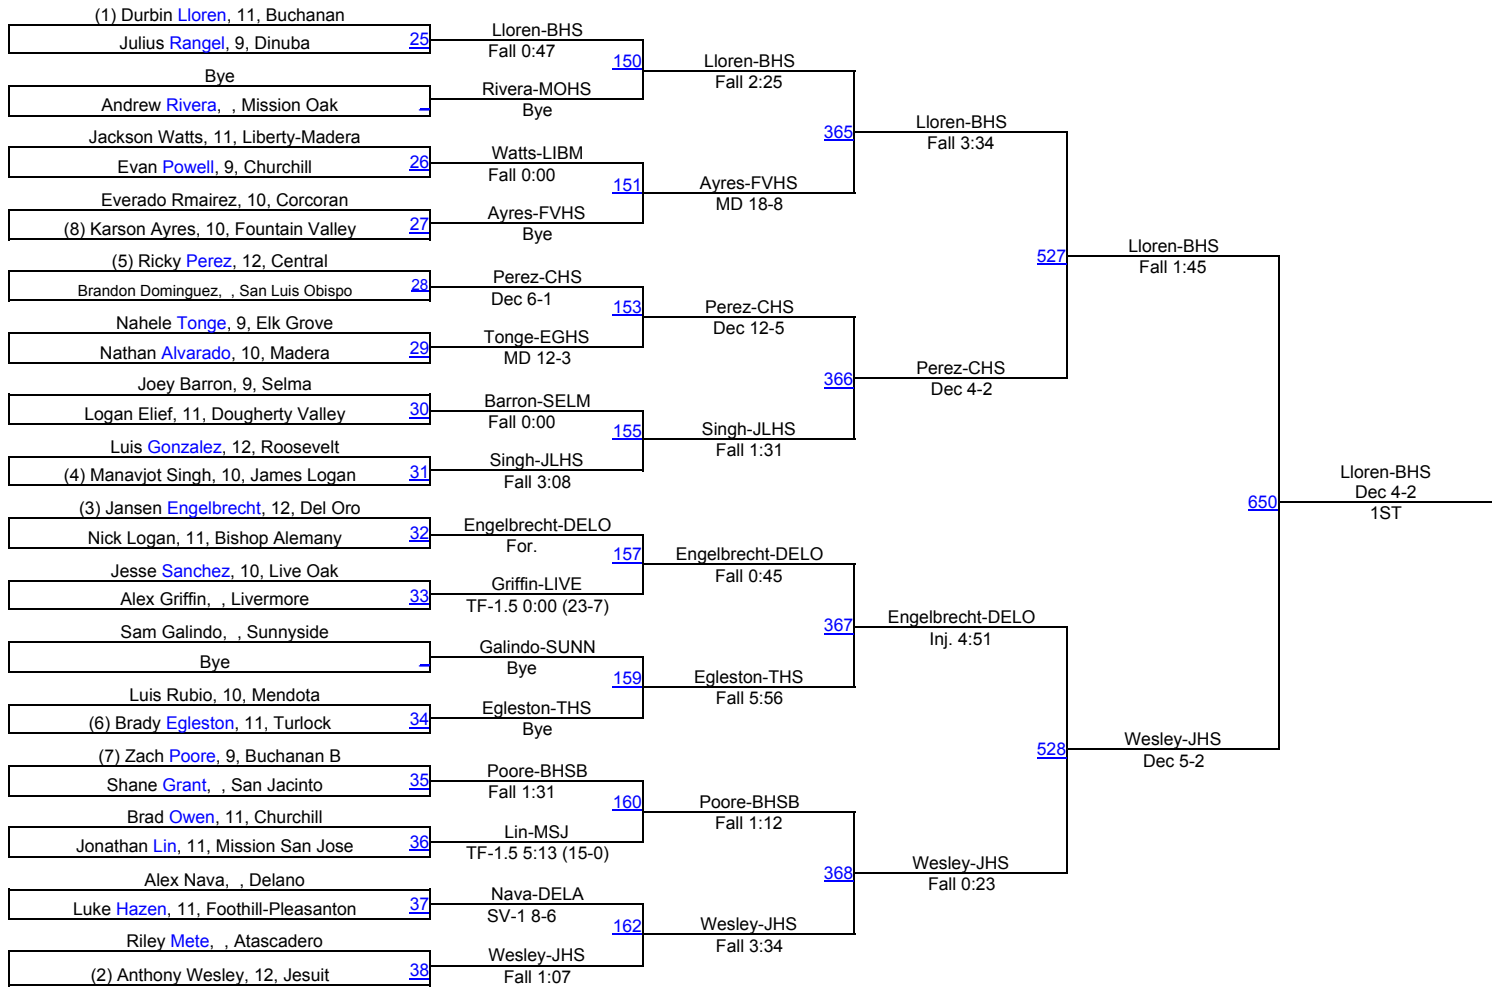 (1) Durbin Lloren, 11, Buchanan
Julius Rangel, 9, Dinuba
25
Bye
Andrew Rivera, , Mission Oak
Jackson Watts, 11, Liberty-Madera
Evan Powell, 9, Churchill
26
Everado Rmairez, 10, Corcoran
(8) Karson Ayres, 10, Fountain Valley
27
(5) Ricky Perez, 12, Central
Brandon Dominguez, , San Luis Obispo
28
Nahele Tonge, 9, Elk Grove
Nathan Alvarado, 10, Madera
29
Joey Barron, 9, Selma
Logan Elief, 11, Dougherty Valley
30
Luis Gonzalez, 12, Roosevelt
(4) Manavjot Singh, 10, James Logan
31
(3) Jansen Engelbrecht, 12, Del Oro
Nick Logan, 11, Bishop Alemany
32
Jesse Sanchez, 10, Live Oak
Alex Griffin, , Livermore
33
Sam Galindo, , Sunnyside
Bye
Luis Rubio, 10, Mendota
(6) Brady Egleston, 11, Turlock
34
(7) Zach Poore, 9, Buchanan B
Shane Grant, , San Jacinto
35
Brad Owen, 11, Churchill
Jonathan Lin, 11, Mission San Jose
36
Alex Nava, , Delano
Luke Hazen, 11, Foothill-Pleasanton
37
Riley Mete, , Atascadero
(2) Anthony Wesley, 12, Jesuit
38
Lloren-BHS
Fall 0:47
150
Rivera-MOHS
Bye
Watts-LIBM
Fall 0:00
151
Ayres-FVHS
Bye
Perez-CHS
Dec 6-1
153
Tonge-EGHS
MD 12-3
Barron-SELM
Fall 0:00
155
Singh-JLHS
Fall 3:08
Engelbrecht-DELO
For.
157
Griffin-LIVE
TF-1.5 0:00 (23-7)
Galindo-SUNN
Bye
159
Egleston-THS
Bye
Poore-BHSB
Fall 1:31
160
Lin-MSJ
TF-1.5 5:13 (15-0)
Nava-DELA
SV-1 8-6
162
Wesley-JHS
Fall 1:07
Lloren-BHS
Fall 2:25
365
Ayres-FVHS
MD 18-8
Perez-CHS
Dec 12-5
366
Singh-JLHS
Fall 1:31
Engelbrecht-DELO
Fall 0:45
367
Egleston-THS
Fall 5:56
Poore-BHSB
Fall 1:12
368
Wesley-JHS
Fall 3:34
Lloren-BHS
Fall 3:34
527
Perez-CHS
Dec 4-2
Engelbrecht-DELO
Inj. 4:51
528
Wesley-JHS
Fall 0:23
Lloren-BHS
Fall 1:45
650
Wesley-JHS
Dec 5-2
Lloren-BHS
Dec 4-2
1ST